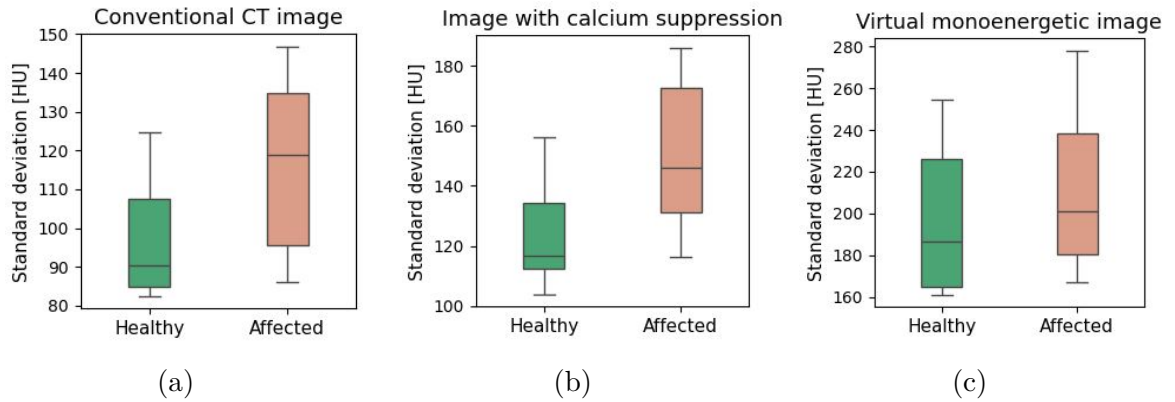 Conventional CT image
Standard deviation [HU]
150
140
130
120
110
100
90
80
Healthy Affected
(a)
Image with calcium suppression
Standard deviation [HU]
180
160
140
120
100
Healthy Affected
(b)
Virtual monoenergetic image
Standard deviation [HU]
280
260
240
220
200
180
160
Healthy Affected
(c)